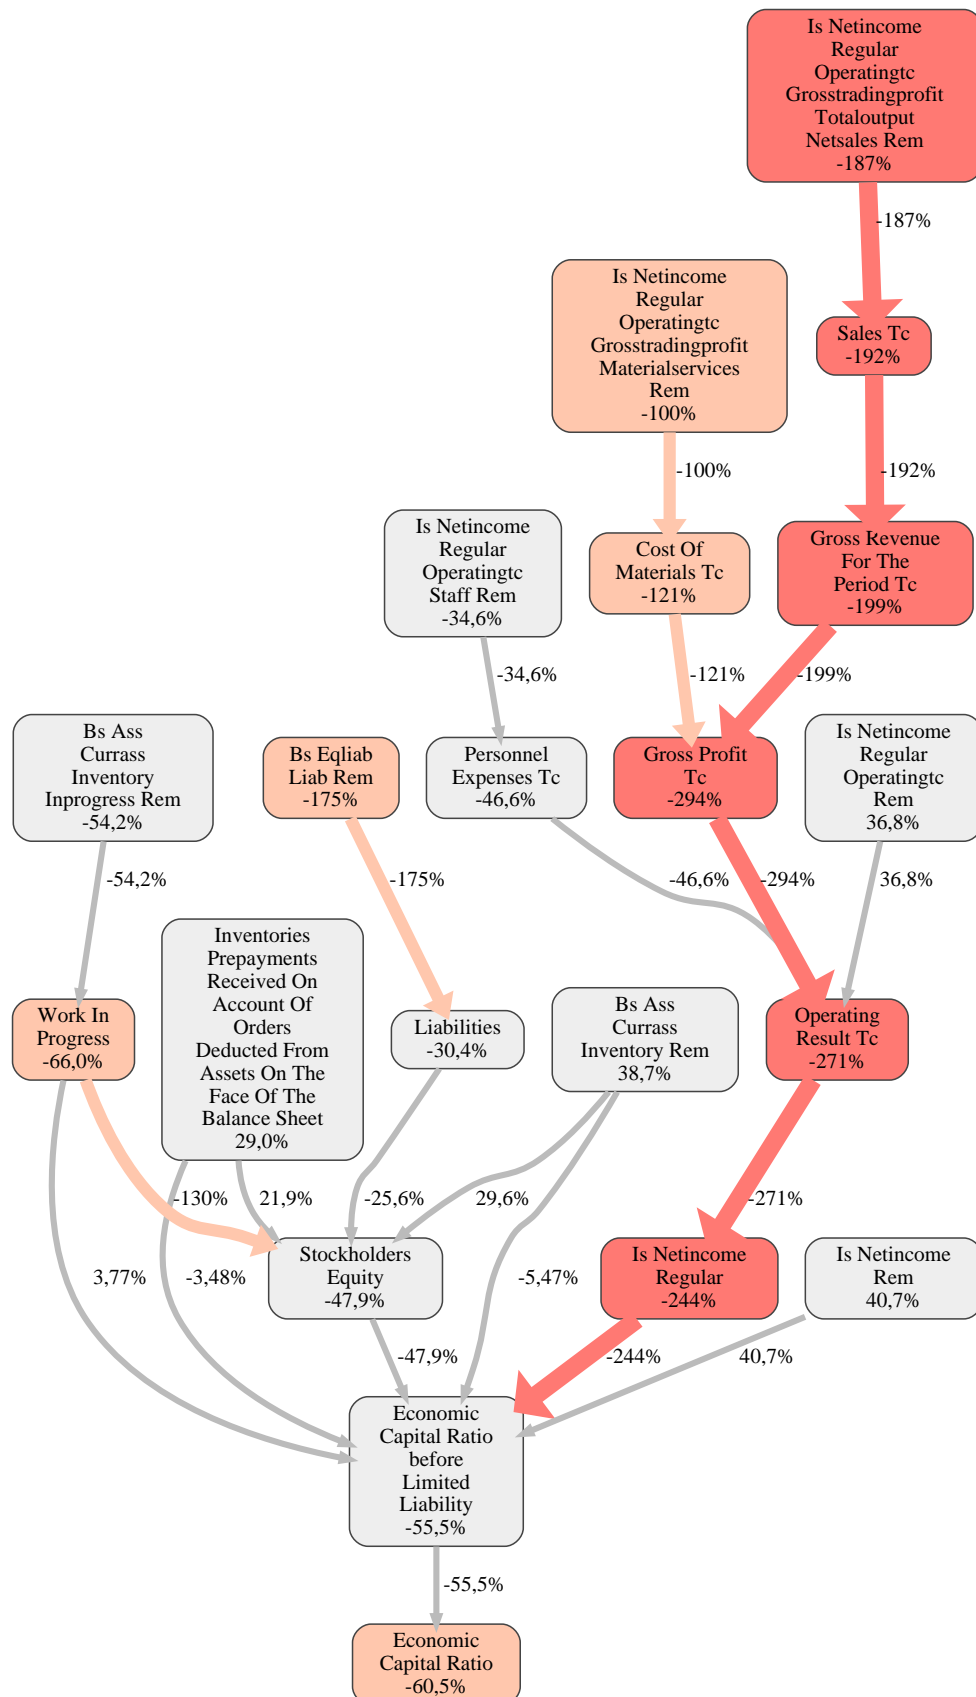 Is Netincome
Regular
Operatingtc
Grosstradingprofit
Totaloutput
Netsales Rem
-187%
-187%
Is Netincome
Regular
Operatingtc
Grosstradingprofit
Materialservices
Rem
-100%
Sales Tc
-192%
-100%
-192%
Is Netincome
Regular
Operatingtc
Staff Rem
-34,6%
Cost Of
Materials Tc
-121%
Gross Revenue
For The
Period Tc
-199%
-34,6%
-121%
-199%
Bs Ass
Currass
Inventory
Inprogress Rem
-54,2%
Bs Eqliab
Liab Rem
-175%
Personnel
Expenses Tc
-46,6%
Gross Profit
Tc
-294%
Is Netincome
Regular
Operatingtc
Rem
36,8%
-54,2%
-175%
-46,6%
-294%
36,8%
Work In
Progress
-66,0%
Inventories
Prepayments
Received On
Account Of
Orders
Deducted From
Assets On The
Face Of The
Balance Sheet
29,0%
Liabilities
-30,4%
Bs Ass
Currass
Inventory Rem
38,7%
Operating
Result Tc
-271%
-130%
21,9%
-25,6%
29,6%
-271%
3,77%
-3,48%
Stockholders
Equity
-47,9%
-5,47%
Is Netincome
Regular
-244%
Is Netincome
Rem
40,7%
-47,9%
-244%
40,7%
Economic
Capital Ratio
before
Limited
Liability
-55,5%
-55,5%
Economic
Capital Ratio
-60,5%